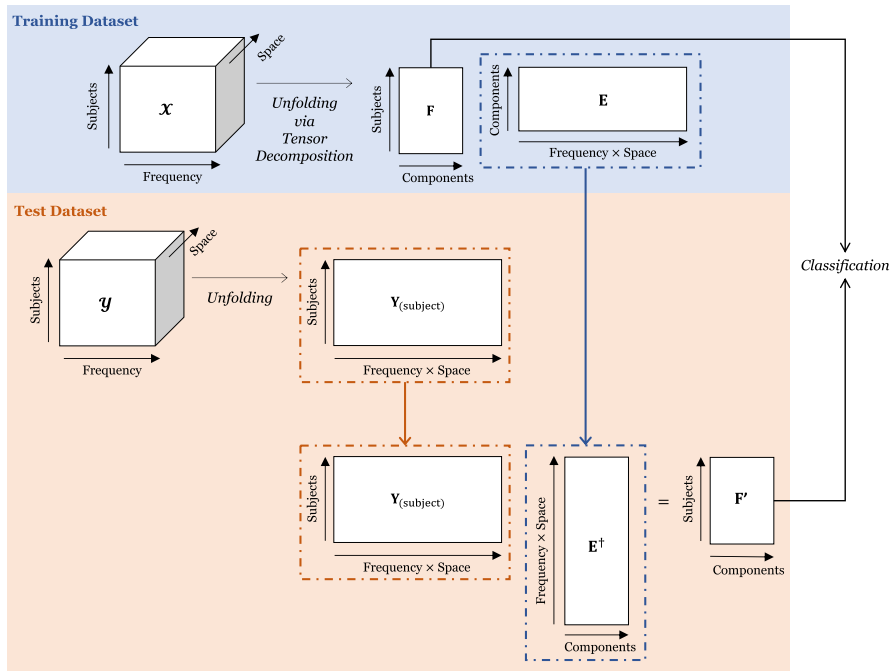 Training Dataset
Space
Subjects
𝒳
Frequency
Unfolding
via
Tensor
Decomposition
Subjects
F
Components
Components
E
Frequency × Space
Test Dataset
Space
Subjects
𝒴
Frequency
Unfolding
Subjects
Y(subject)
Frequency × Space
Classification
Subjects
Y(subject)
Frequency × Space
Frequency × Space
E†
Components
=
Subjects
F′
Components